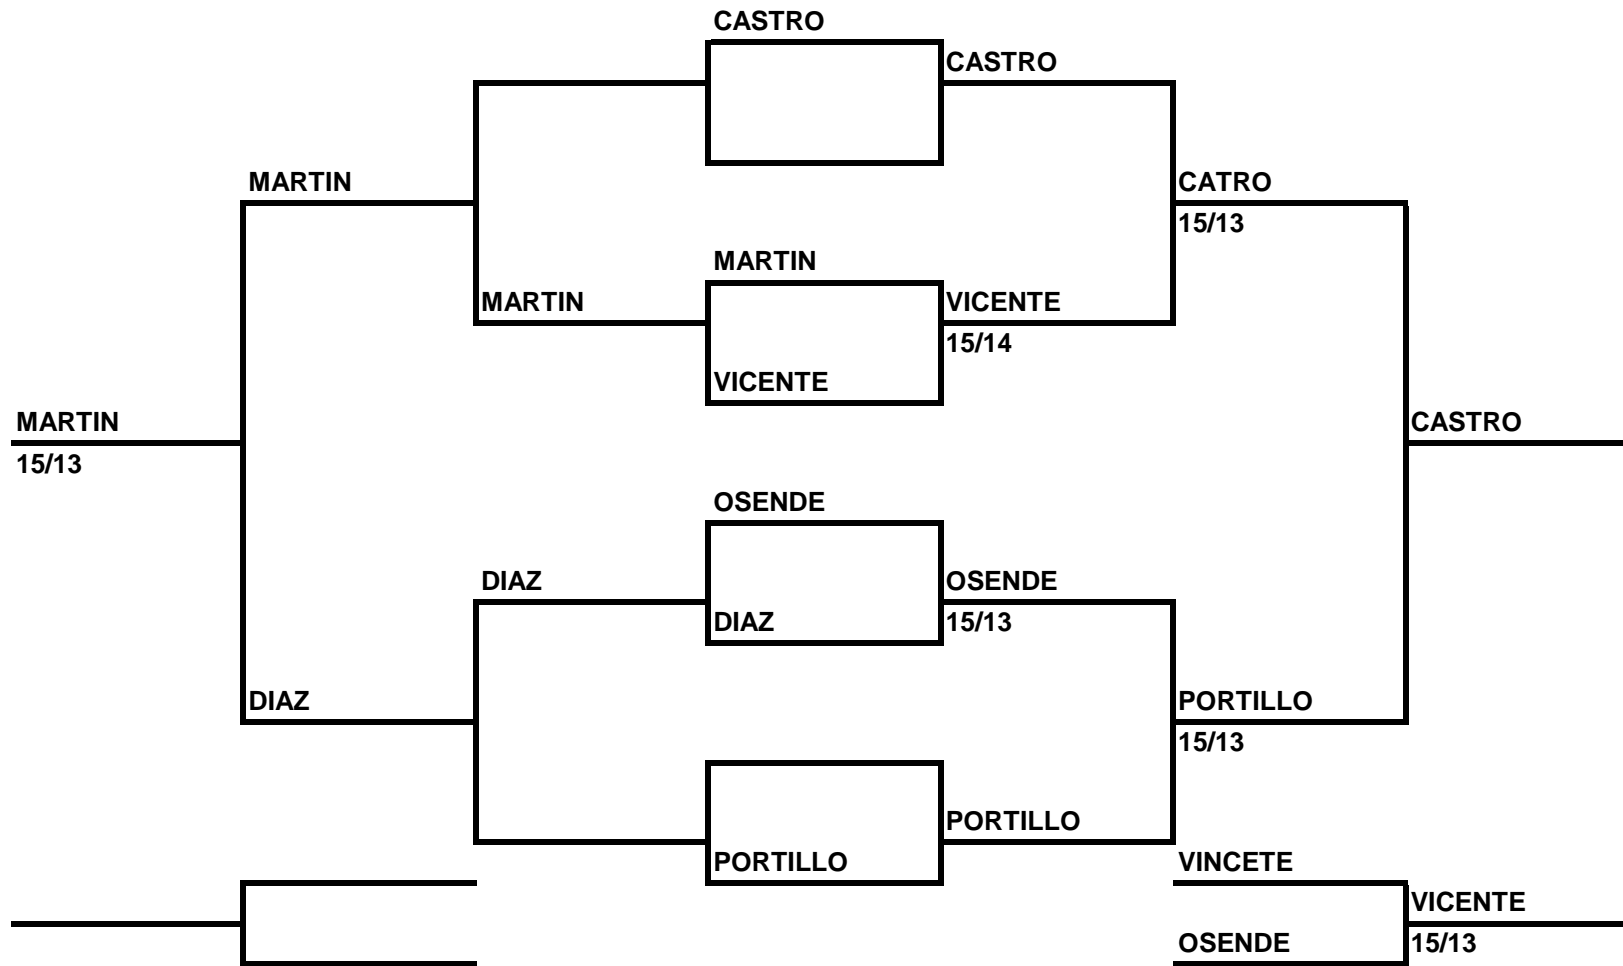 CASTRO
CASTRO
MARTIN
CATRO
15/13
MARTIN
MARTIN
VICENTE
15/14
VICENTE
MARTIN
CASTRO
15/13
OSENDE
DIAZ
OSENDE
DIAZ
15/13
DIAZ
PORTILLO
15/13
PORTILLO
PORTILLO
VINCETE
VICENTE
OSENDE
15/13